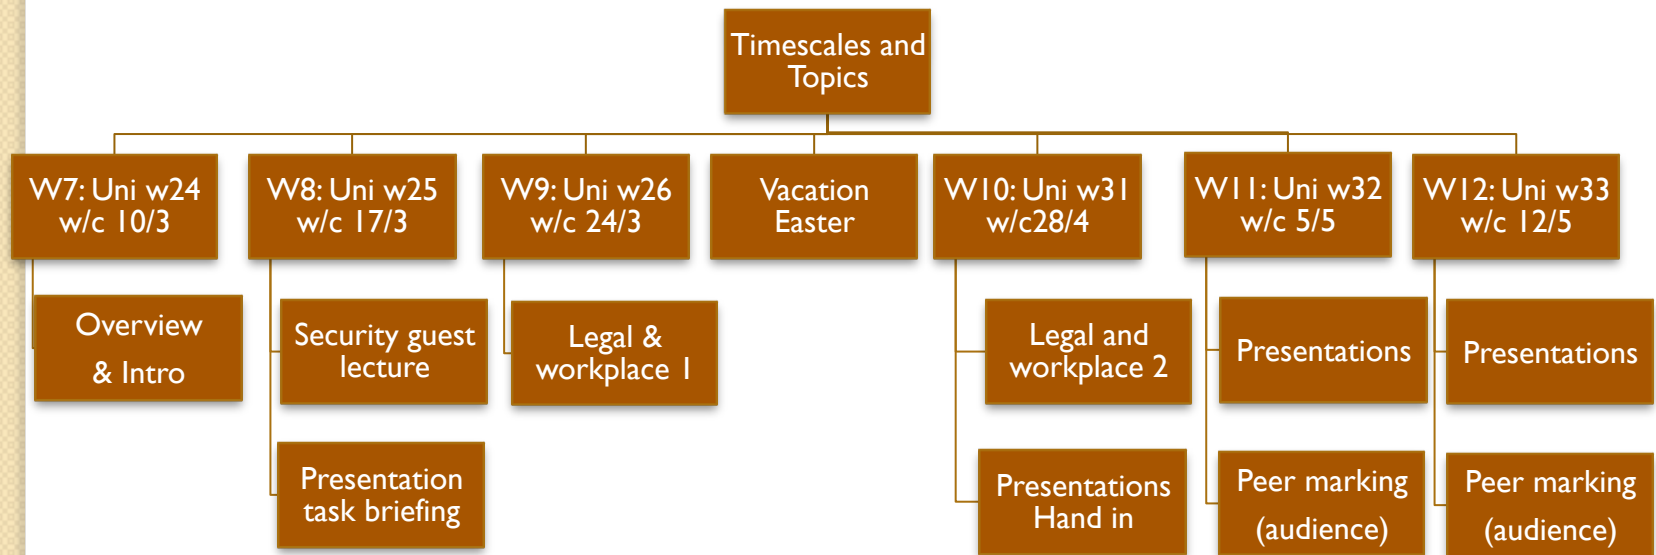 Timescales and
Topics
W7: Uni w24
w/c 10/3
W8: Uni w25
w/c 17/3
W9: Uni w26
w/c 24/3
Vacation
Easter
W10: Uni w31
w/c28/4
W11: Uni w32
w/c 5/5
W12: Uni w33
w/c 12/5
Overview
& Intro
Security guest
lecture
Presentation
task briefing
Legal &
workplace 1
Legal and
workplace 2
Presentations
Hand in
Presentations
Peer marking
(audience)
Presentations
Peer marking
(audience)